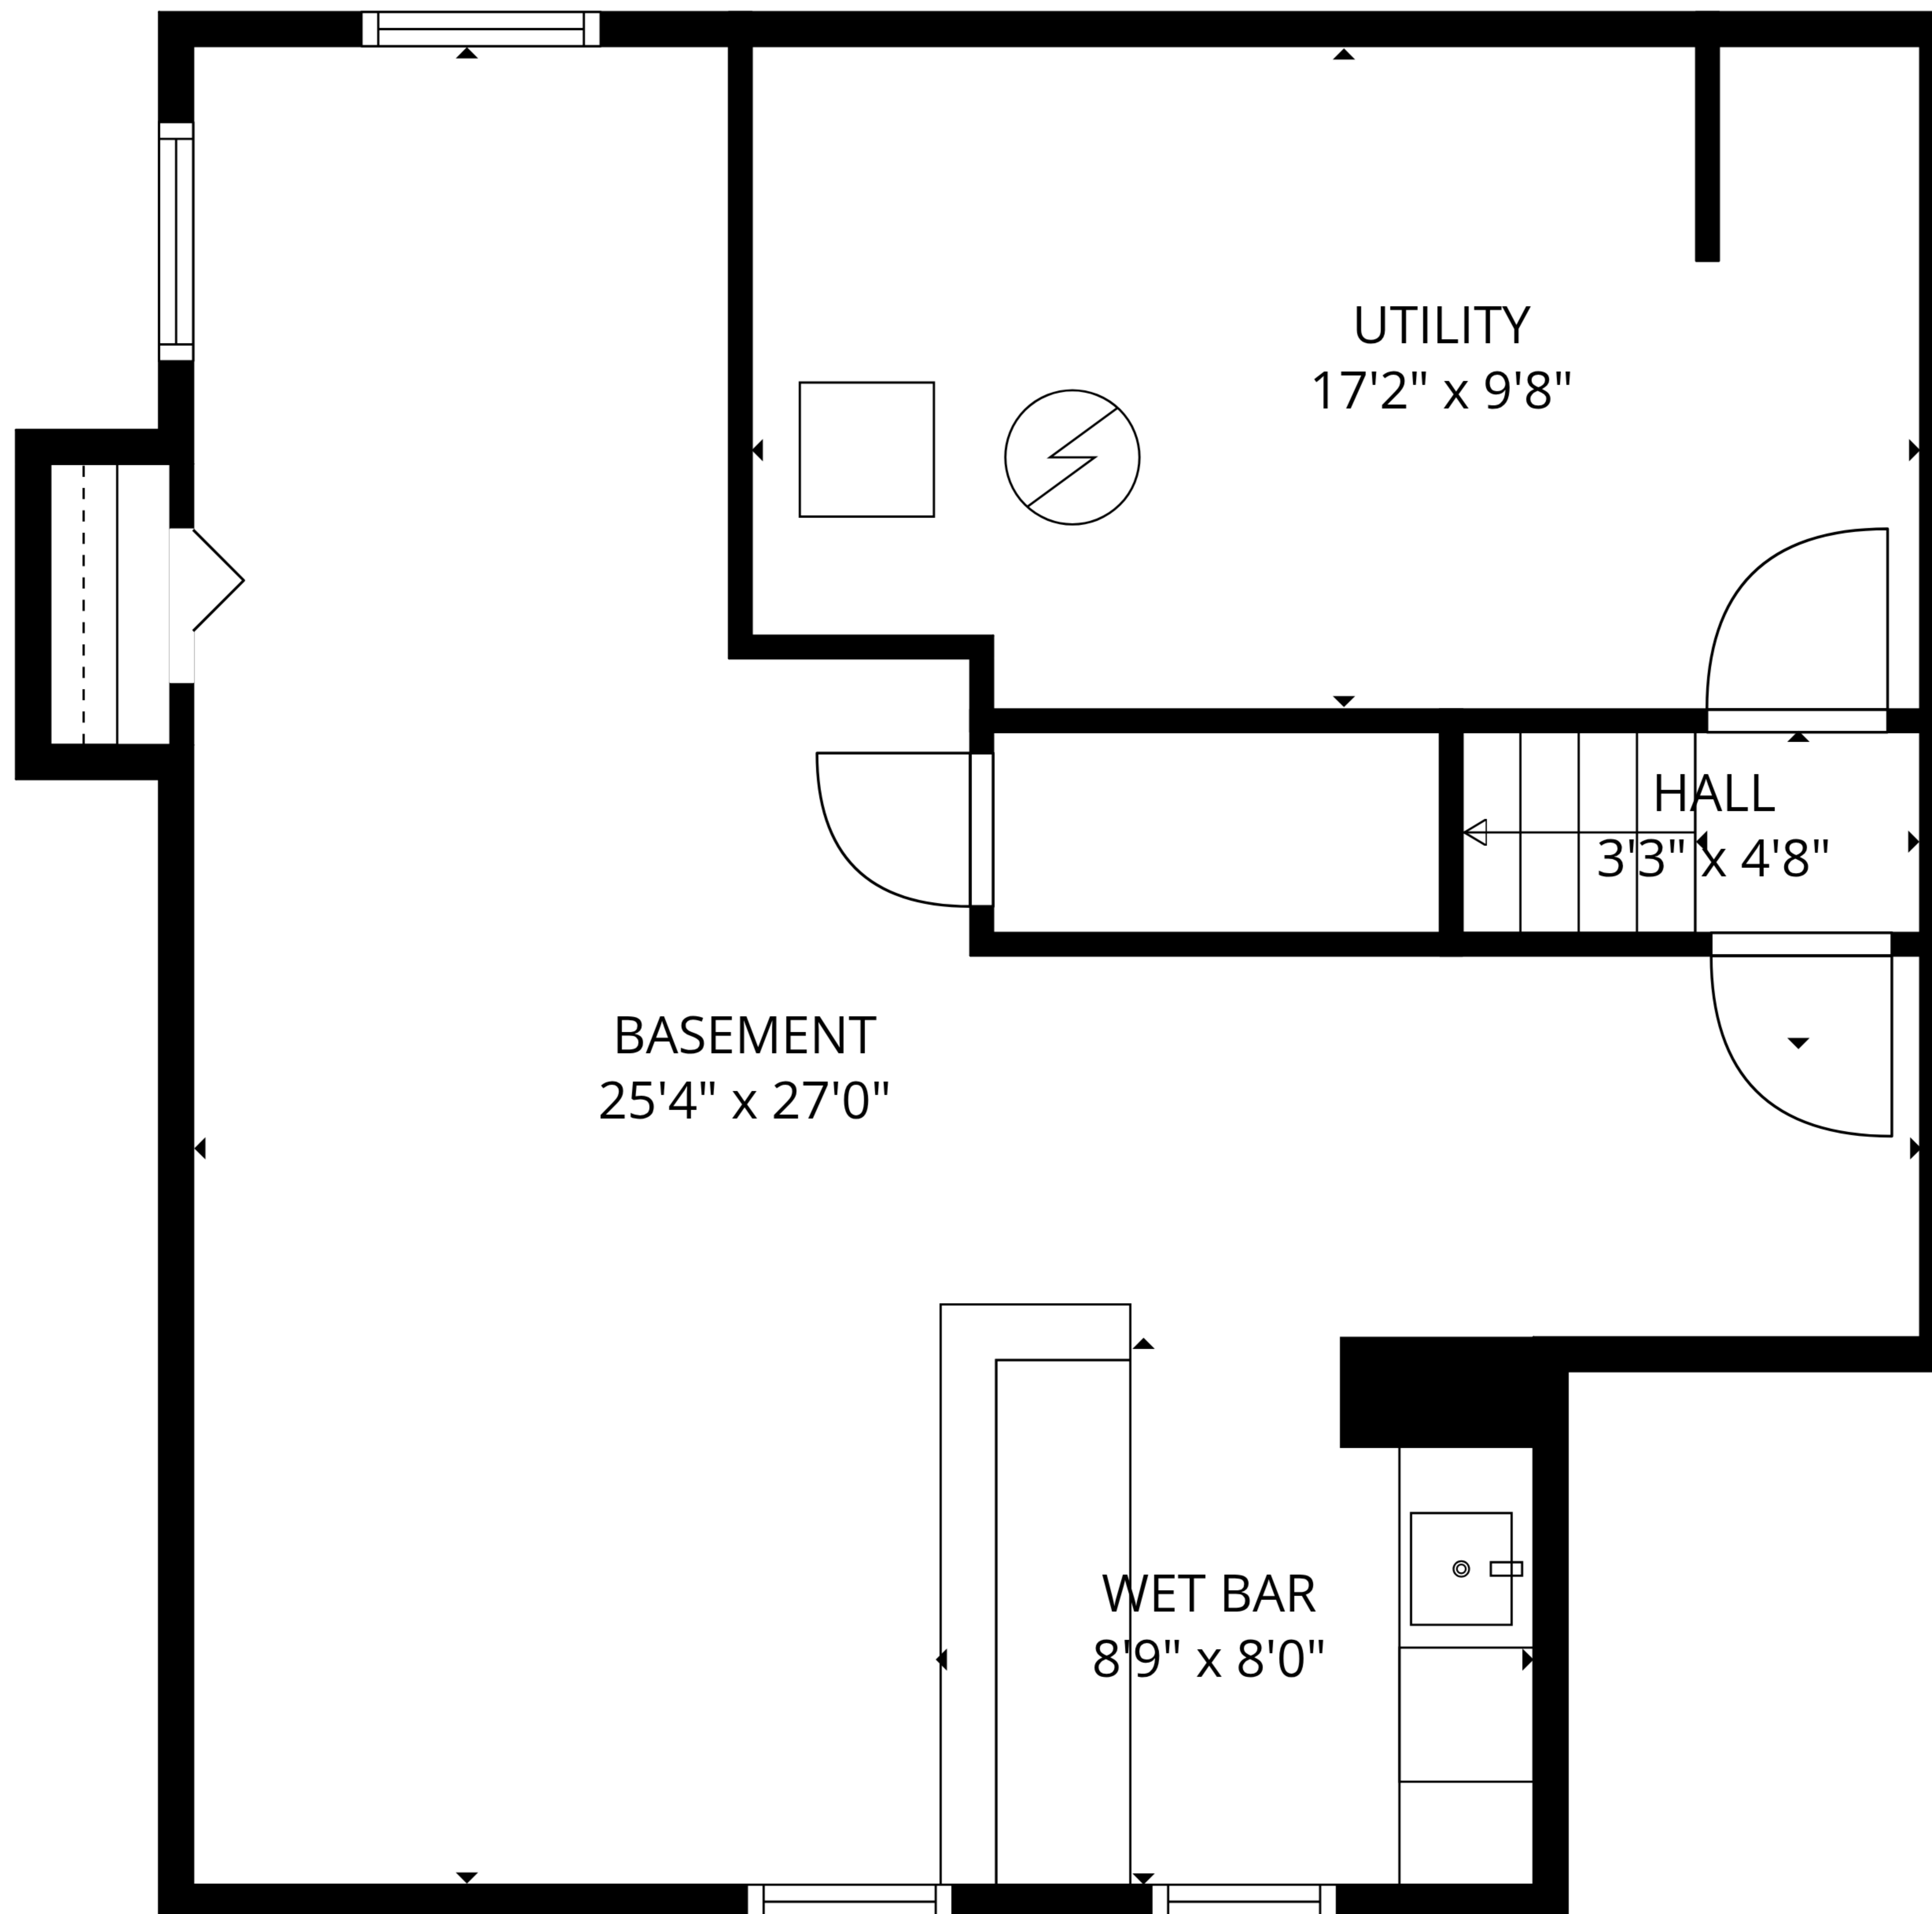 UTILITY
17'2" x 9'8"
HALL
3'3" x 4'8"
BASEMENT
25'4" x 27'0"
WET BAR
8'9" x 8'0"